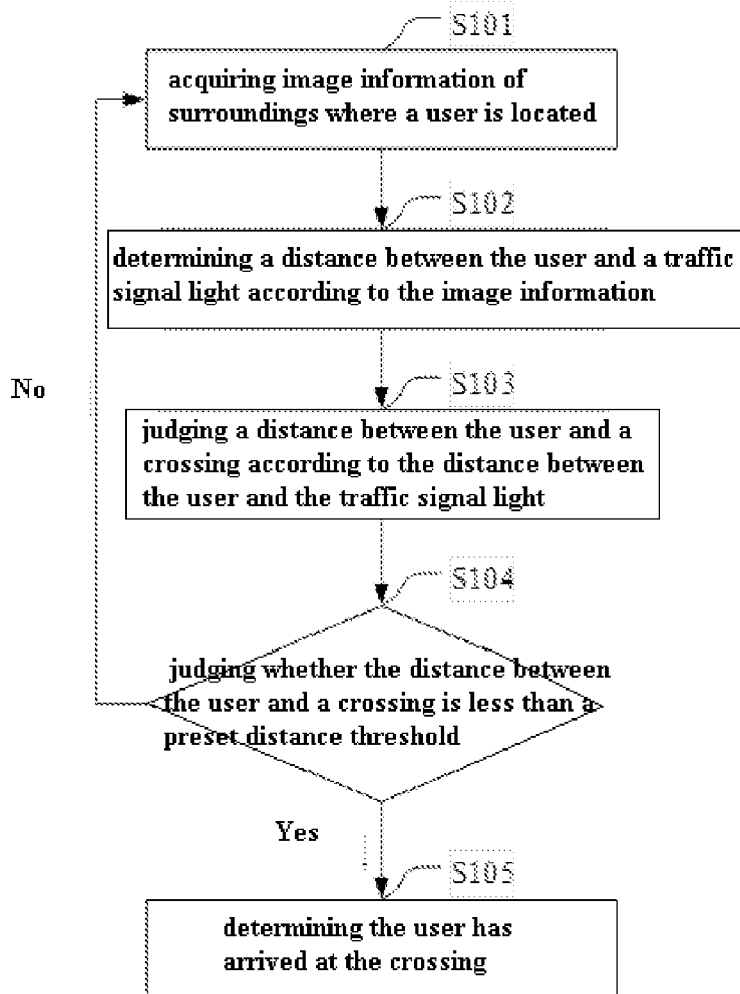 S101
acquiring image information of
surroundings where a user is located
S102
determining a distance between the user and a traffic
signal light according to the image information
No
S103
judging a distance between the user and a
crossing according to the distance between
the user and the traffic signal light
S104
judging whether the distance between
the user and a crossing is less than a
preset distance threshold
Yes
S105
determining the user has
arrived at the crossing